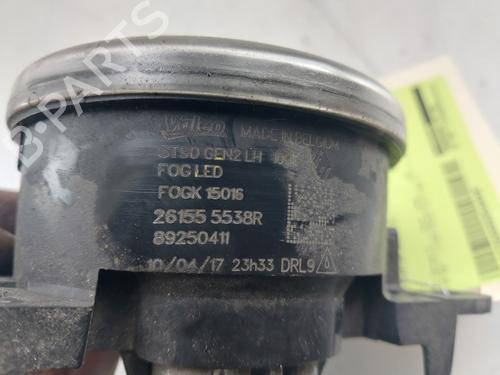 B-PARTS
Valeo
MADE IN BELGIUM
GEN2 LH
FOG LED
FOGK 15016
26155 5538R
89250411
10/04/17 23h33 DRL9